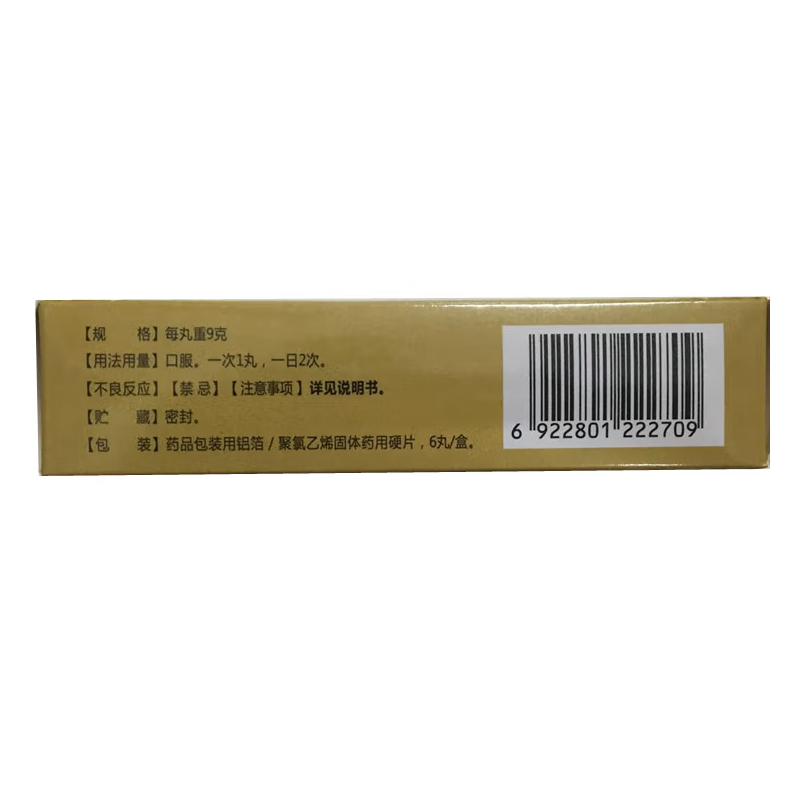 【规 格】每丸重9克
【用法用量】口服。一次1丸，一日2次。
【不良反应】【禁 忌】【注意事项】详见说明书。
【贮 藏】密封。
【包 装】药品包装用铝箔/聚氯乙烯固体药用硬片，6丸/盒。
6 922801 222709